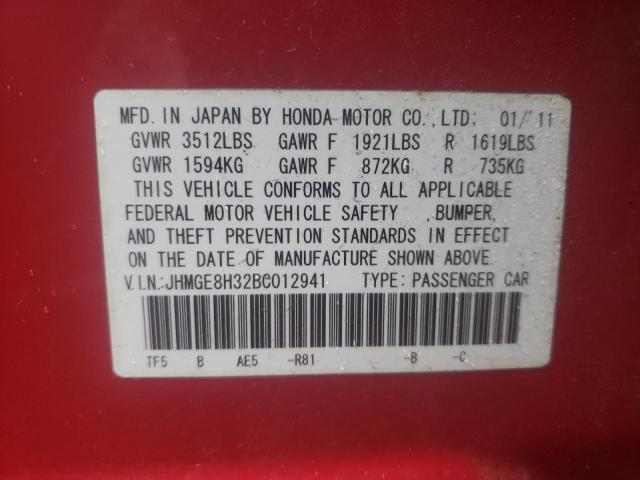 MFD. IN JAPAN BY HONDA MOTOR CO.,LTD: 01/'11
GVWR 3512LBS GAWR F 1921LBS R 1619LBS
GVWR 1594KG GAWR F 872KG R 735KG
THIS VEHICLE CONFORMS TO ALL APPLICABLE
FEDERAL MOTOR VEHICLE SAFETY ,BUMPER,
AND THEFT PREVENTION STANDARDS IN EFFECT
ON THE DATE OF MANUFACTURE SHOWN ABOVE.
V.I.N.:JHMGE8H32BC012941 TYPE: PASSENGER CAR
TF5 B AE5 -R81 -B -C